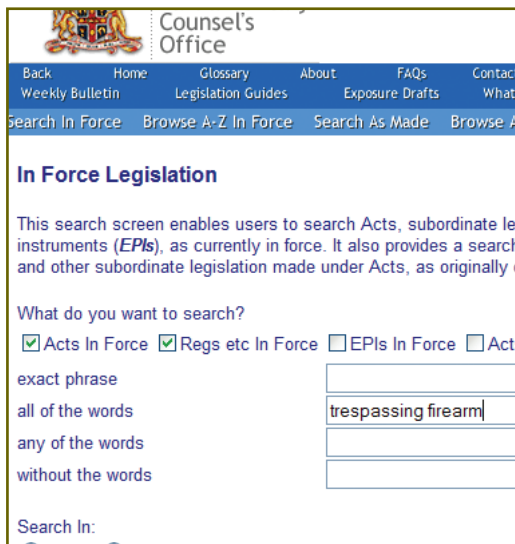 Counsel's
Office
Back Home Glossary About FAQs Contac
Weekly Bulletin Legislation Guides Exposure Drafts What
Search In Force Browse A-Z In Force Search As Made Browse A
In Force Legislation
This search screen enables users to search Acts, subordinate le
instruments (EPIs), as currently in force. It also provides a search
and other subordinate legislation made under Acts, as originally
What do you want to search?
Acts In Force Regs etc In Force EPIs In Force Act
exact phrase
all of the words trespassing firearm
any of the words
without the words
Search In: